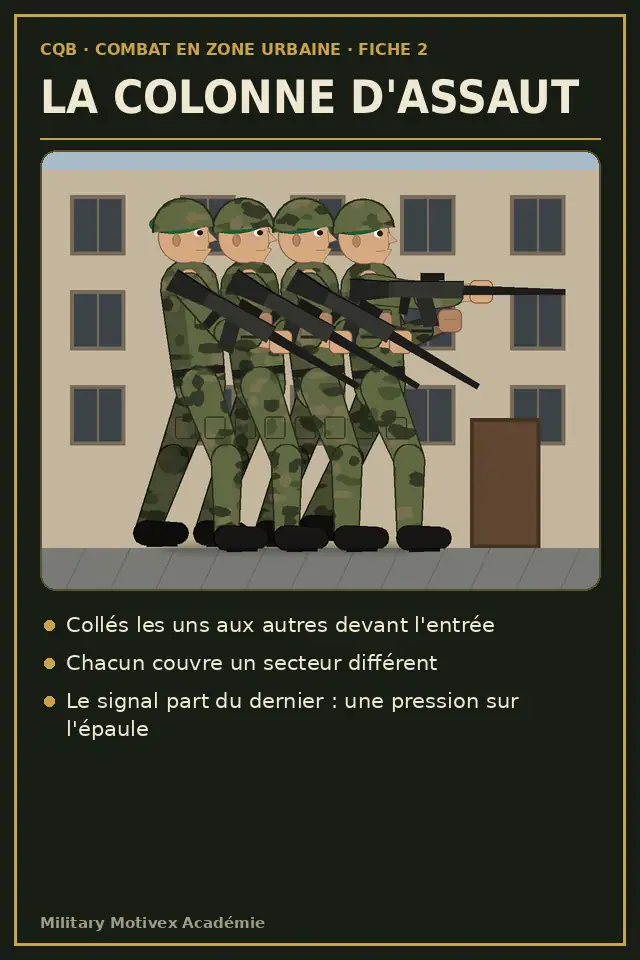 CQB · COMBAT EN ZONE URBAINE · FICHE 2
LA COLONNE D'ASSAUT
Collés les uns aux autres devant l'entrée
Chacun couvre un secteur différent
Le signal part du dernier : une pression sur
l'épaule
Military Motivex Académie